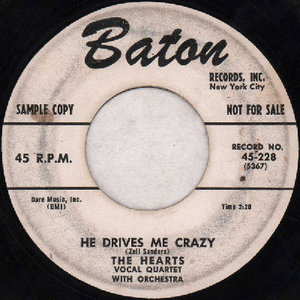 Baton
RECORDS, INC.
New York City
SAMPLE COPY
NOT FOR SALE
45 R.P.M.
RECORD NO.
45-228
(5367)
Dare Music, Inc.
(BMI)
Time 2:20
HE DRIVES ME CRAZY
(Zell Sanders)
THE HEARTS
VOCAL QUARTET
WITH ORCHESTRA